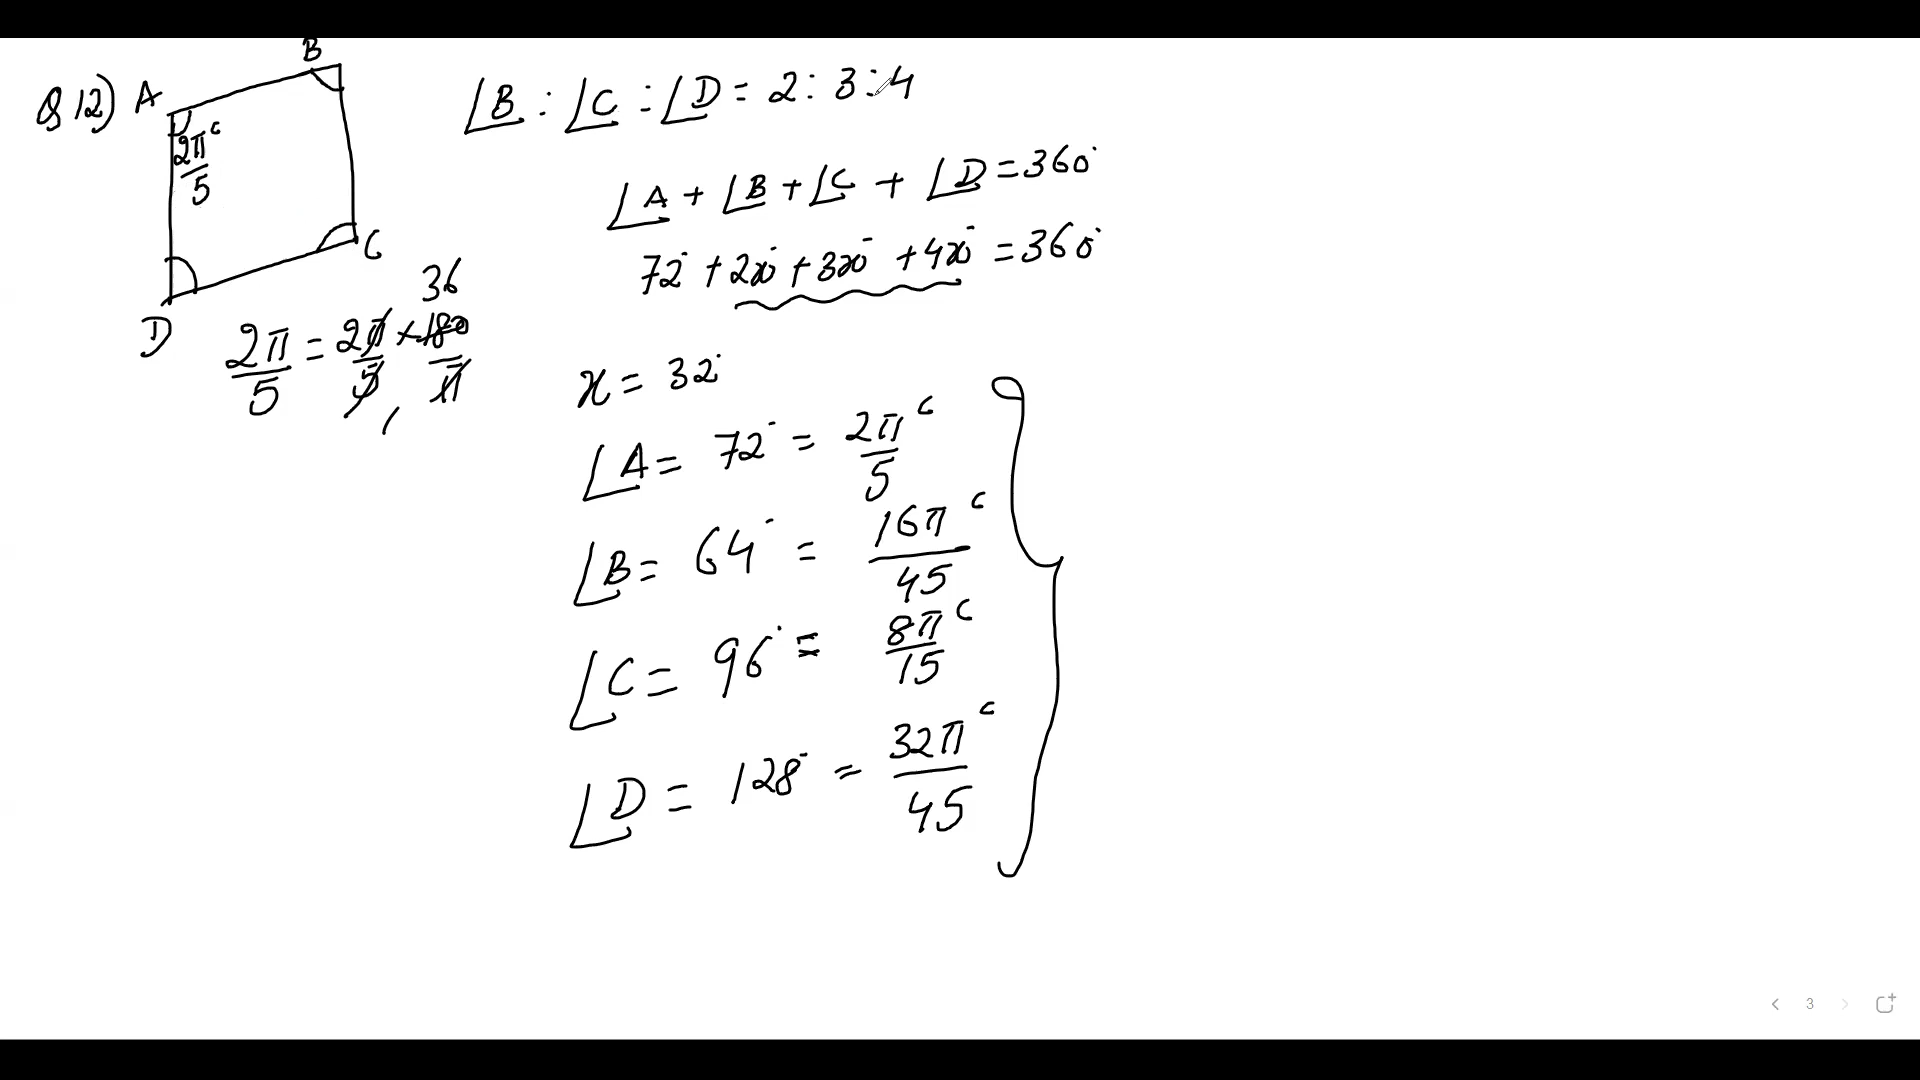 Q 12)
A
B
C
D
2π^c/5
2π/5 = 2π/5 × 180/π
36
∠B : ∠C : ∠D = 2 : 3 : 4
∠A + ∠B + ∠C + ∠D = 360°
72° + 2x° + 3x° + 4x° = 360°
x = 32°
∠A = 72° = 2π^c/5
∠B = 64° = 16π^c/45
∠C = 96° = 8π^c/15
∠D = 128° = 32π^c/45
3